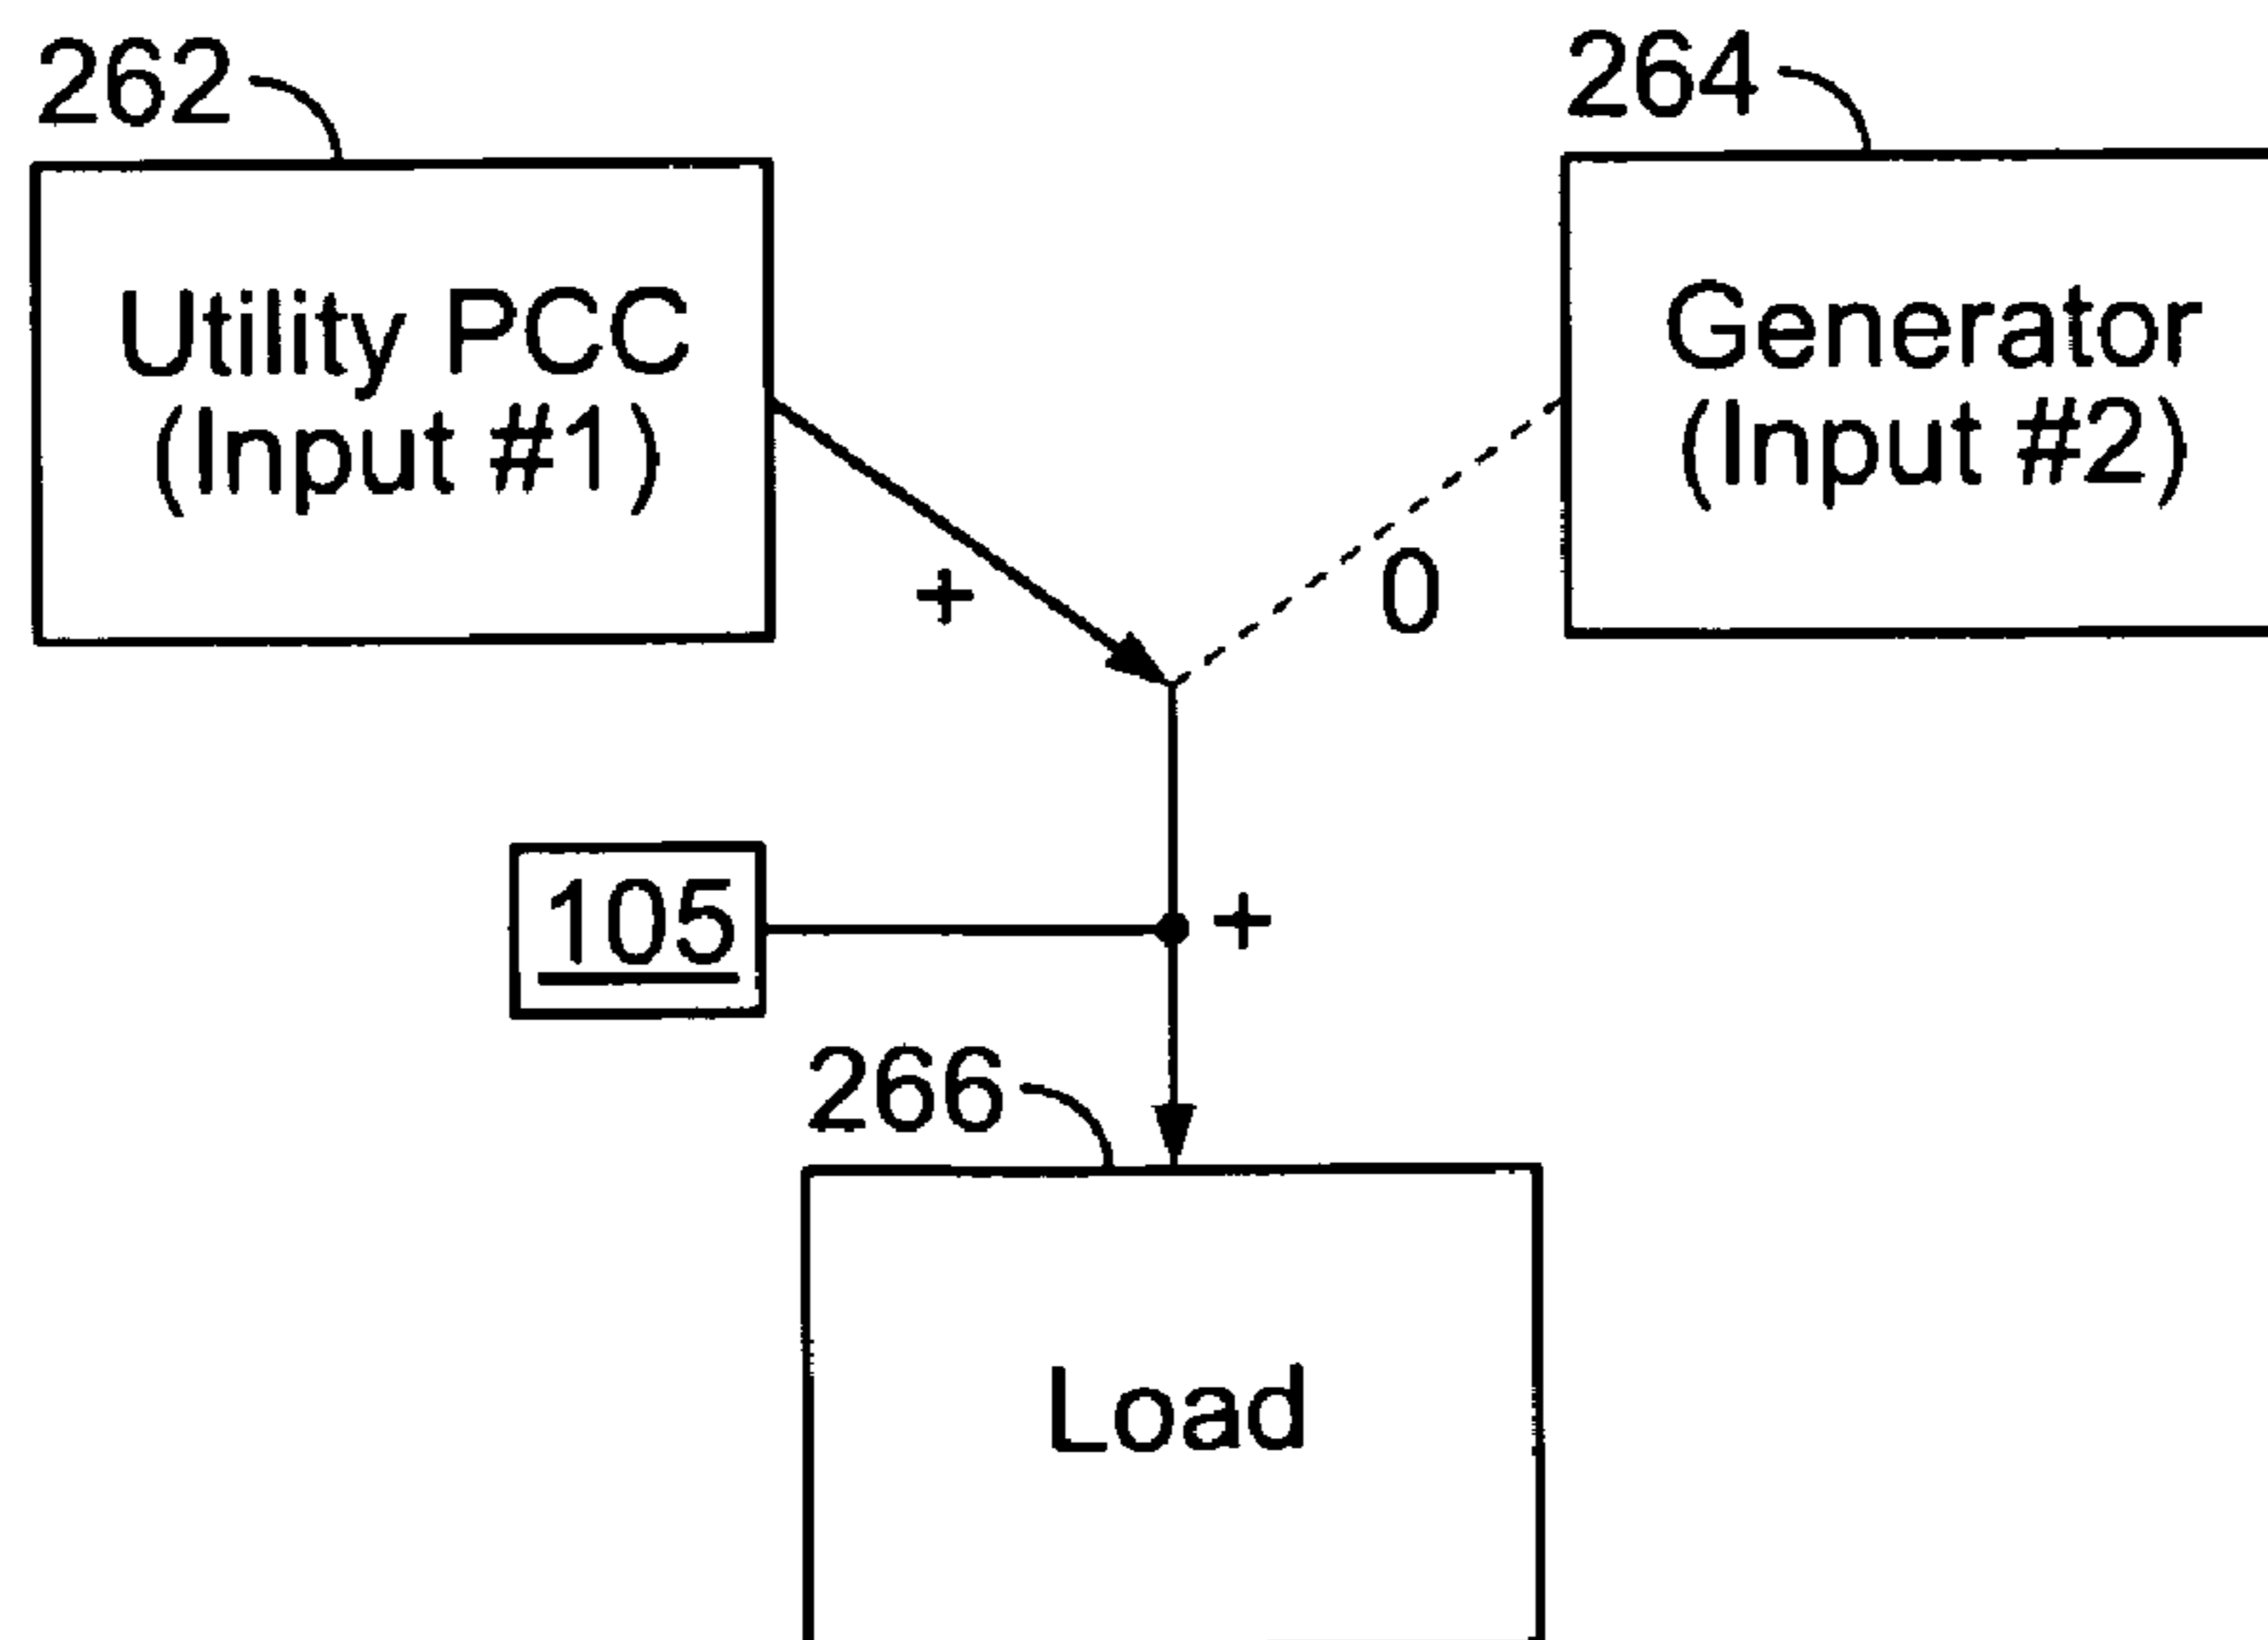 262
264
Utility PCC
(Input #1)
Generator
(Input #2)
+
0
105
+
266
Load